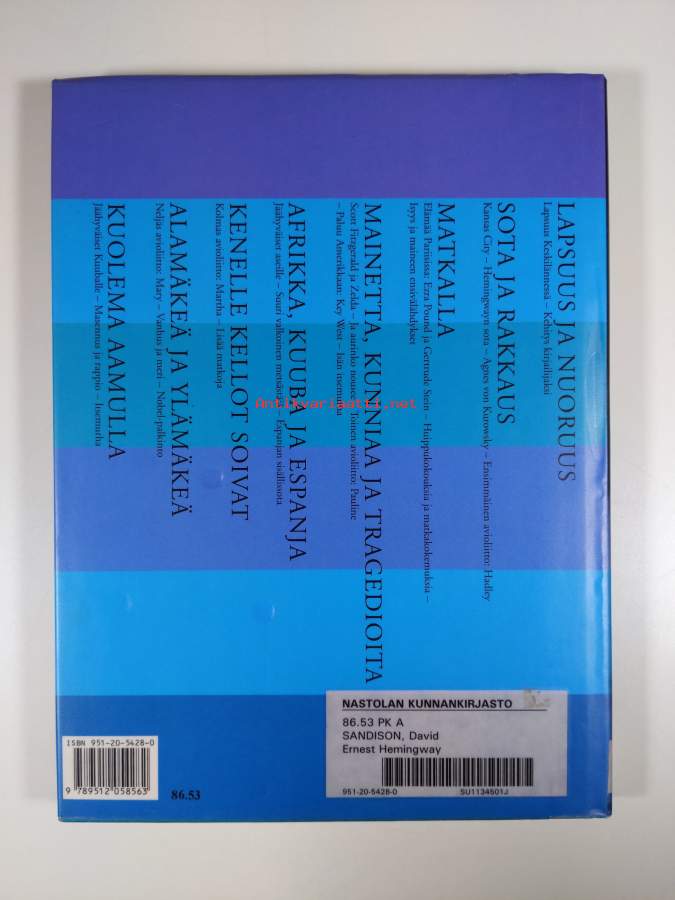 LAPSUUS JA NUORUUS
Lapsuus Keskilännessä – Kehitys kirjailijaksi
SOTA JA RAKKAUS
Kansas City – Hemingwayn sota – Agnes von Kurowsky – Ensimmäinen avioliitto: Hadley
MATKALLA
Elämää Pariisissa: Ezra Pound ja Gertrude Stein – Huippukokouksia ja matkakokemuksia –
Isyys ja maineen ensivälähdykset
MAINETTA, KUNNIAA JA TRAGEDIOITA
Scott Fitzgerald ja Zelda – Ja aurinko nousee – Toinen avioliitto: Pauline
– Paluu Amerikkaan: Key West – Isän itsemurha
AFRIKKA, KUUBA JA ESPANJA
Jäähyväiset aseille – Suuri valkoinen metsästäjä – Espanjan sisällissota
KENELLE KELLOT SOIVAT
Kolmas avioliitto: Martha – Lisää matkoja
ALAMÄKEÄ JA YLÄMÄKEÄ
Neljäs avioliitto: Mary – Vanhus ja meri – Nobel-palkinto
KUOLEMA AAMULLA
Jäähyväiset Kuuballe – Masennus ja rappio – Itsemurha
Antikvariaatti.net
ISBN 951-20-5428-0
9 789512 058563
86.53
NASTOLAN KUNNANKIRJASTO
86.53 PK A
SANDISON, David
Ernest Hemingway
951-20-5428-0 SU1134501J